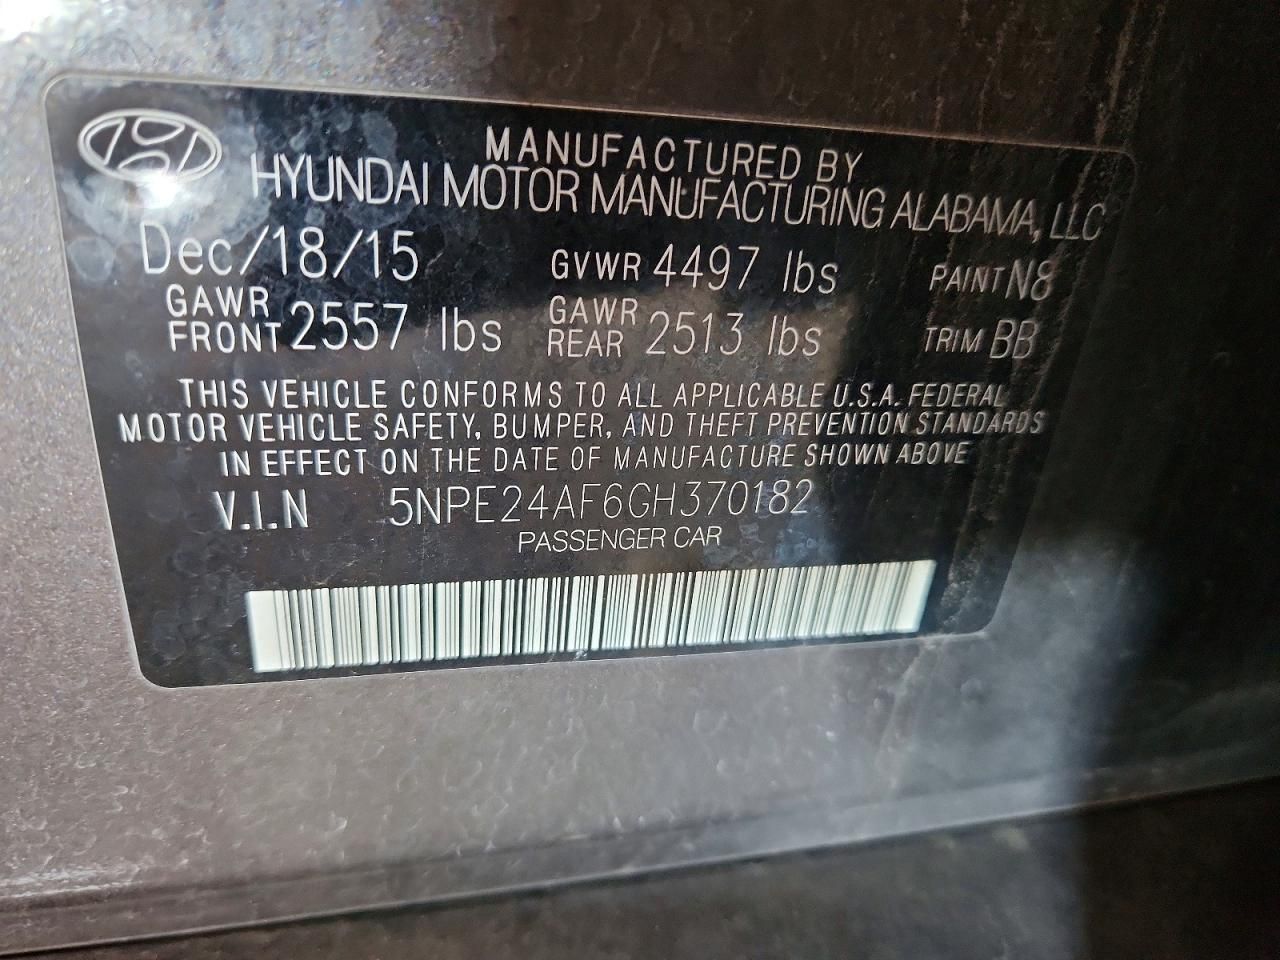 MANUFACTURED BY
HYUNDAI MOTOR MANUFACTURING ALABAMA, LLC
Dec/18/15 GVWR 4497 lbs PAINT N8
GAWR FRONT 2557 lbs GAWR REAR 2513 lbs TRIM BB
THIS VEHICLE CONFORMS TO ALL APPLICABLE U.S.A. FEDERAL
MOTOR VEHICLE SAFETY, BUMPER, AND THEFT PREVENTION STANDARDS
IN EFFECT ON THE DATE OF MANUFACTURE SHOWN ABOVE
V.I.N 5NPE24AF6GH370182
PASSENGER CAR